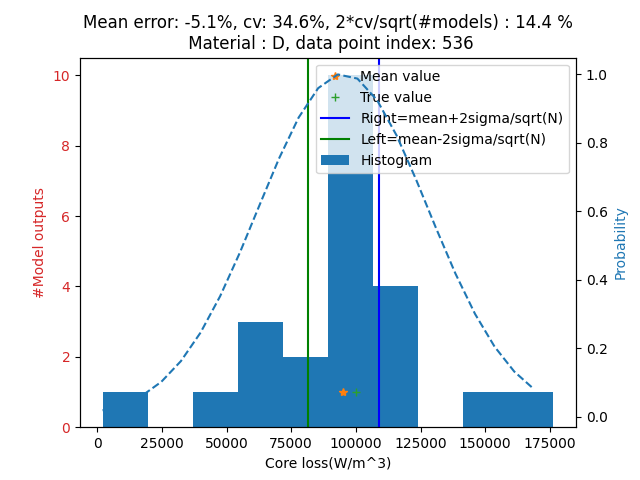 Mean error: -5.1%, cv: 34.6%, 2*cv/sqrt(#models) : 14.4 %
Material : D, data point index: 536
Mean value
True value
Right=mean+2sigma/sqrt(N)
Left=mean-2sigma/sqrt(N)
Histogram
#Model outputs
10
8
6
4
2
0
1.0
0.8
0.6
0.4
0.2
0.0
Probability
0 25000 50000 75000 100000 125000 150000 175000
Core loss(W/m^3)